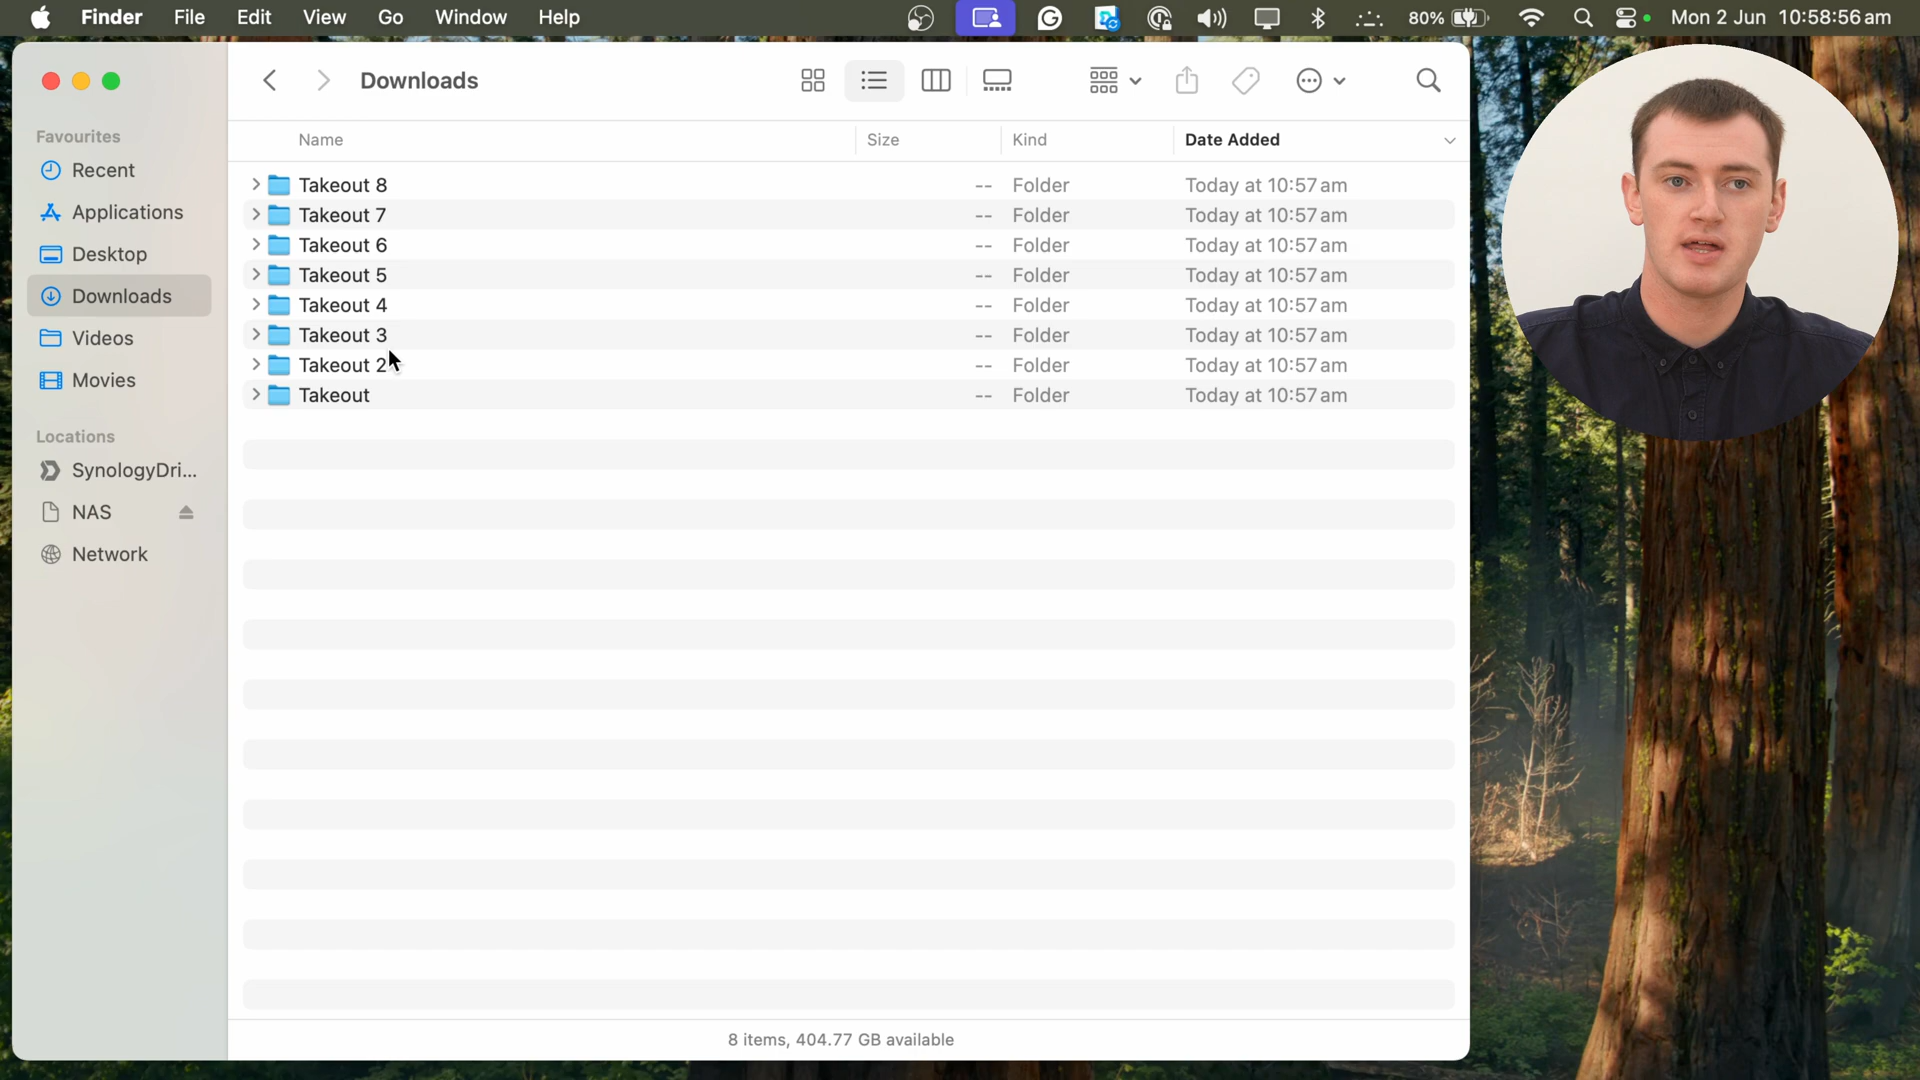 Finder File Edit View Go Window Help 80% Mon 2 Jun 10:58:56 am
Downloads
Favourites
Recent
Applications
Desktop
Downloads
Videos
Movies
Locations
SynologyDri...
NAS
Network
Name Size Kind Date Added
Takeout 8 -- Folder Today at 10:57 am
Takeout 7 -- Folder Today at 10:57 am
Takeout 6 -- Folder Today at 10:57 am
Takeout 5 -- Folder Today at 10:57 am
Takeout 4 -- Folder Today at 10:57 am
Takeout 3 -- Folder Today at 10:57 am
Takeout 2 -- Folder Today at 10:57 am
Takeout -- Folder Today at 10:57 am
8 items, 404.77 GB available